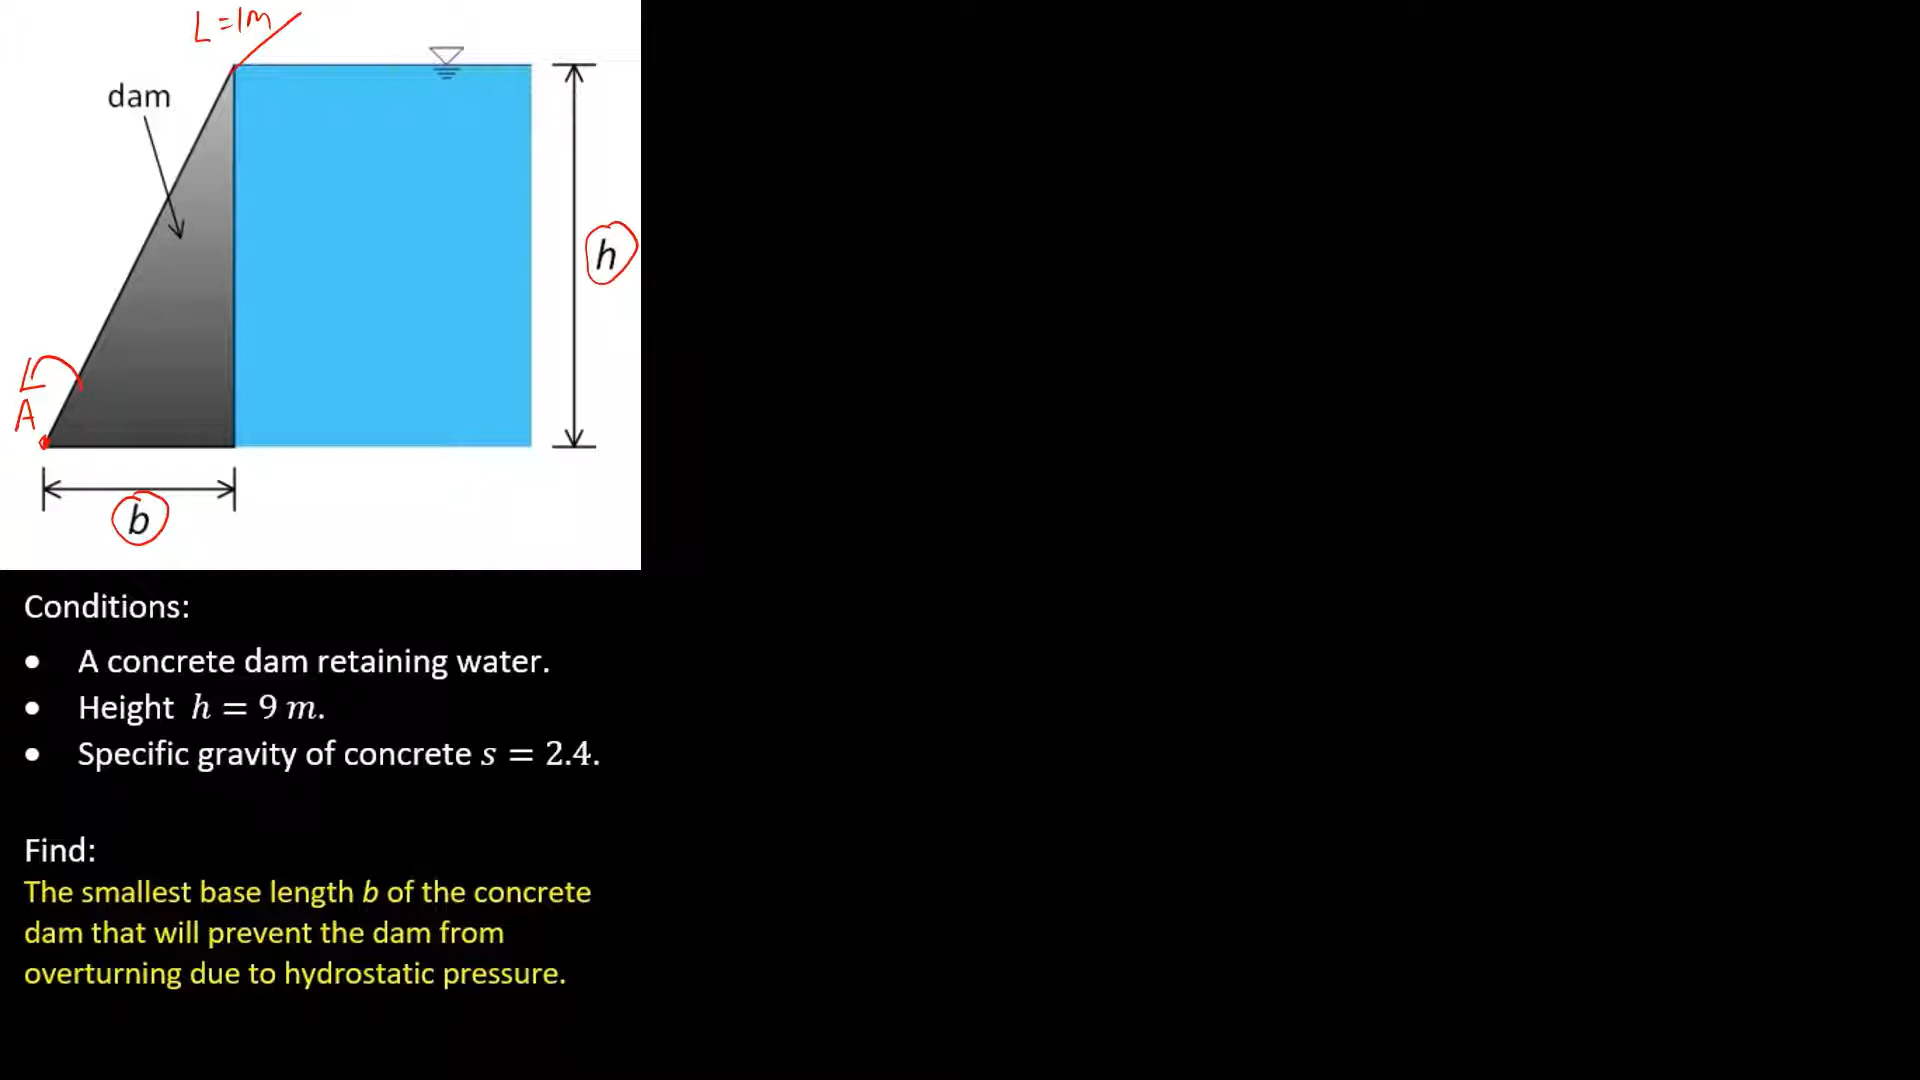 L = 1m
dam
h
A
b
Conditions:
• A concrete dam retaining water.
• Height h = 9 m.
• Specific gravity of concrete s = 2.4.
Find:
The smallest base length b of the concrete
dam that will prevent the dam from
overturning due to hydrostatic pressure.